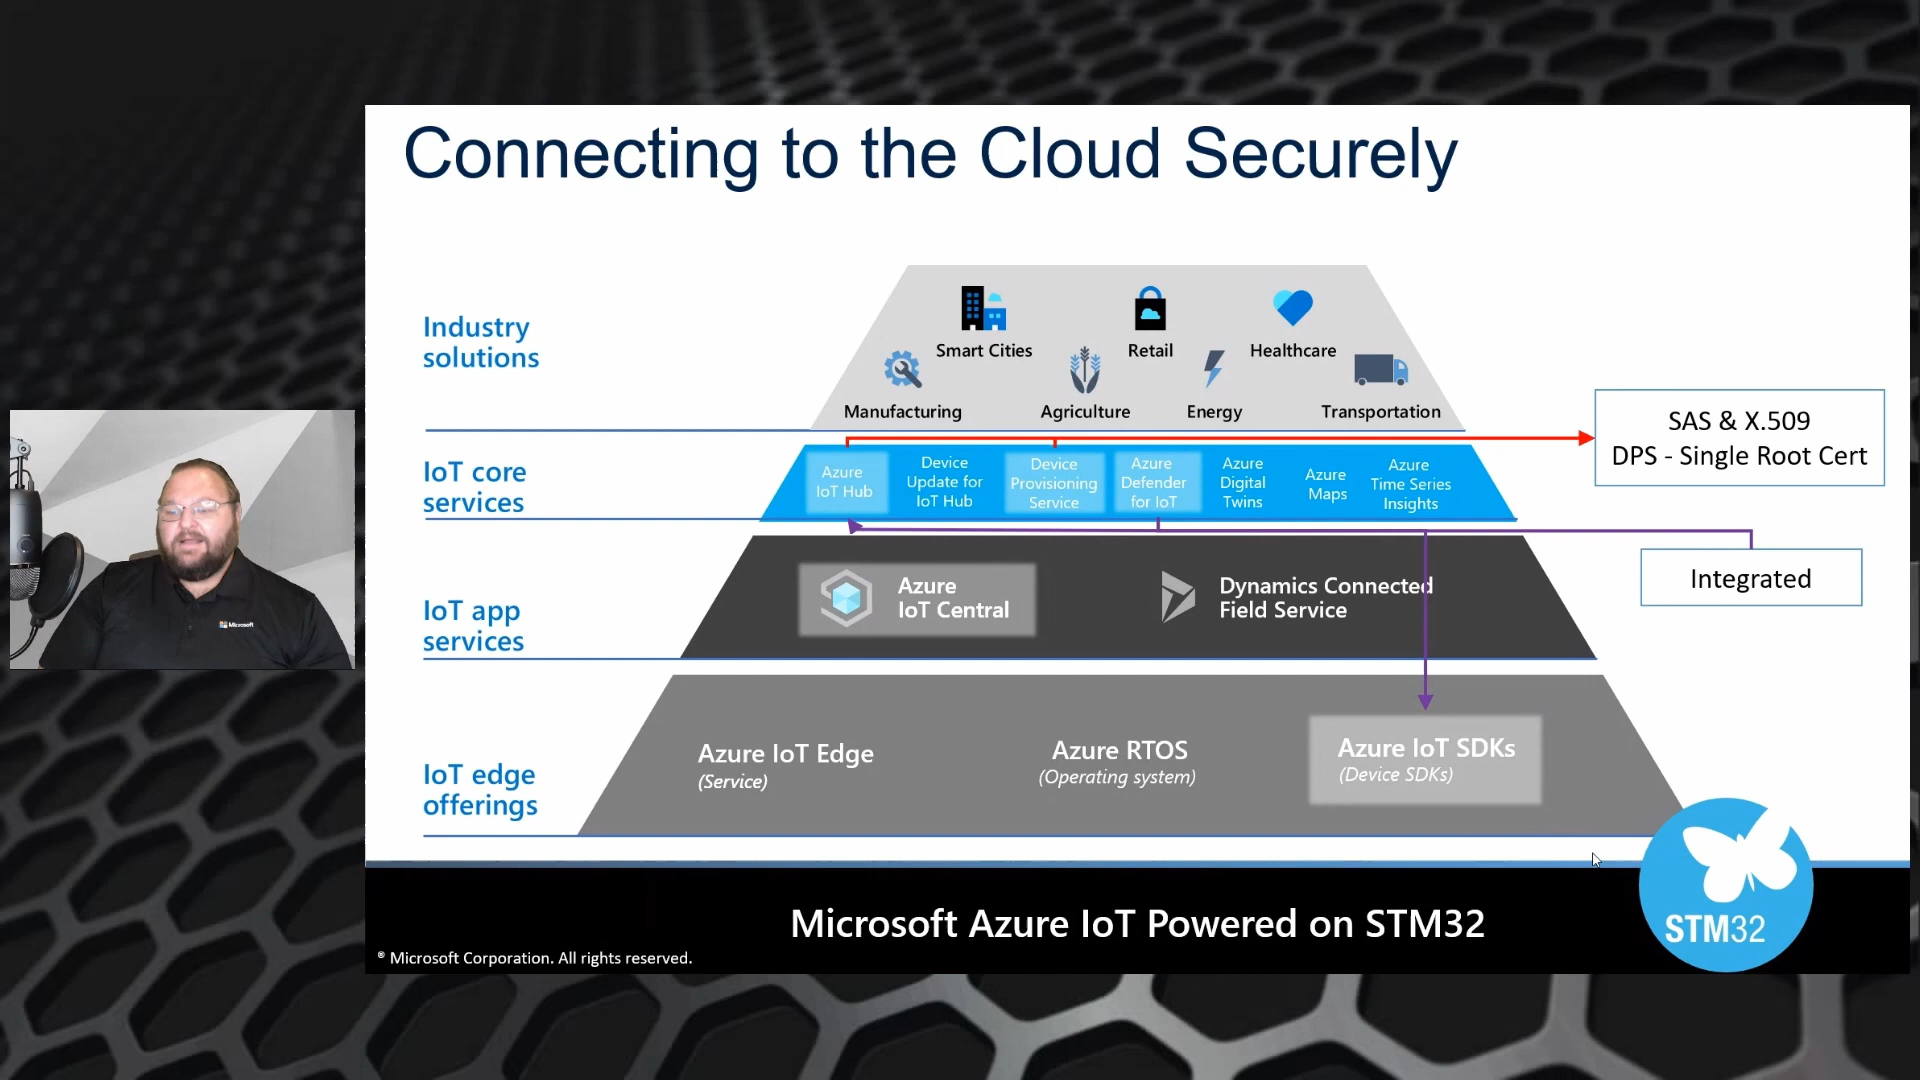 Connecting to the Cloud Securely
Industry
solutions
Smart Cities
Retail
Healthcare
Manufacturing
Agriculture
Energy
Transportation
SAS & X.509
DPS - Single Root Cert
IoT core
services
Azure
IoT Hub
Device
Update for
IoT Hub
Device
Provisioning
Service
Azure
Defender
for IoT
Azure
Digital
Twins
Azure
Maps
Azure
Time Series
Insights
Integrated
IoT app
services
Azure
IoT Central
Dynamics Connected
Field Service
Microsoft
IoT edge
offerings
Azure IoT Edge
(Service)
Azure RTOS
(Operating system)
Azure IoT SDKs
(Device SDKs)
Microsoft Azure IoT Powered on STM32
® Microsoft Corporation. All rights reserved.
STM32